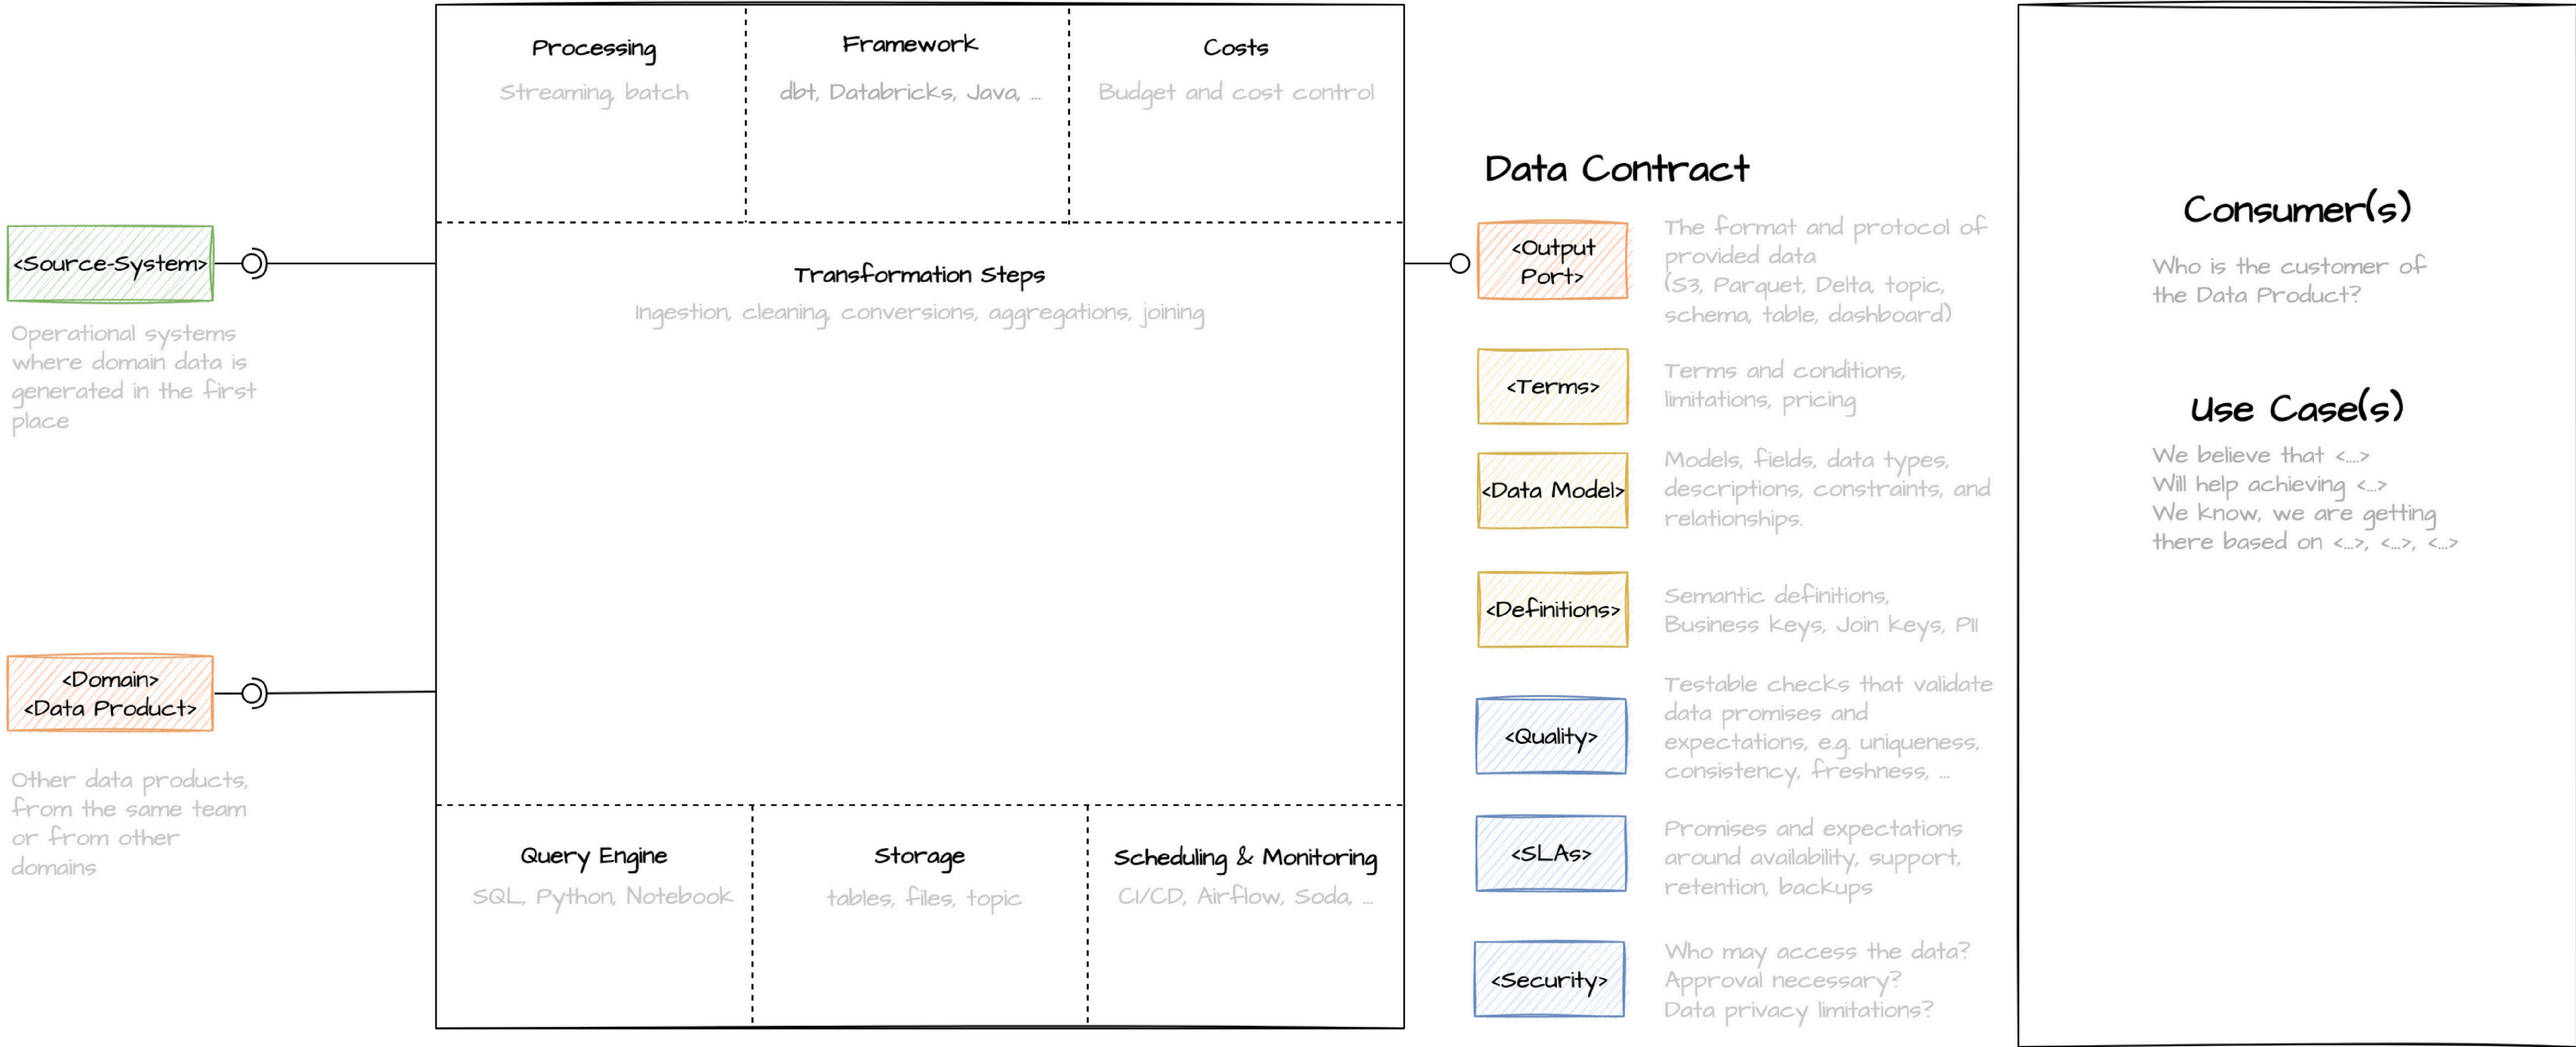 <Source-System>
Operational systems
where domain data is
generated in the first
place
<Domain>
<Data Product>
Other data products,
from the same team
or from other
domains
Processing
Streaming, batch
Framework
dbt, Databricks, Java, ...
Costs
Budget and cost control
Transformation Steps
Ingestion, cleaning, conversions, aggregations, joining
Query Engine
SQL, Python, Notebook
Storage
tables, files, topic
Scheduling & Monitoring
CI/CD, Airflow, Soda, ...
Data Contract
<Output
Port>
The format and protocol of
provided data
(S3, Parquet, Delta, topic,
schema, table, dashboard)
<Terms>
Terms and conditions,
limitations, pricing
<Data Model>
Models, fields, data types,
descriptions, constraints, and
relationships.
<Definitions>
Semantic definitions,
Business keys, Join keys, PII
<Quality>
Testable checks that validate
data promises and
expectations, e.g. uniqueness,
consistency, freshness, ...
<SLAs>
Promises and expectations
around availability, support,
retention, backups
<Security>
Who may access the data?
Approval necessary?
Data privacy limitations?
Consumer(s)
Who is the customer of
the Data Product?
Use Case(s)
We believe that <....>
Will help achieving <...>
We know, we are getting
there based on <...>, <...>, <...>